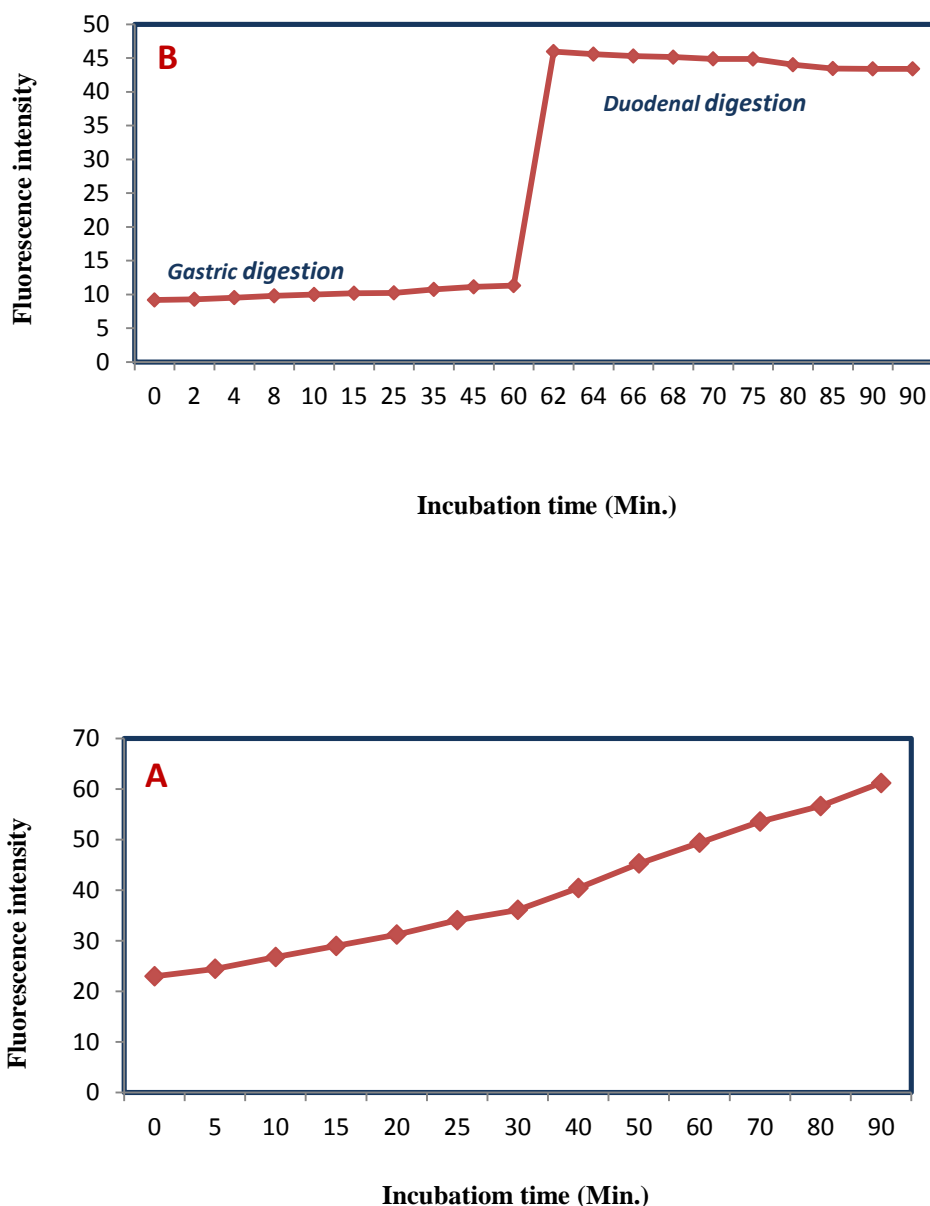 B
Fluorescence intensity
50
45
40
35
30
25
20
15
10
5
0
Duodenal digestion
Gastric digestion
0 2 4 8 10 15 25 35 45 60 62 64 66 68 70 75 80 85 90 90
Incubation time (Min.)
A
Fluorescence intensity
70
60
50
40
30
20
10
0
0 5 10 15 20 25 30 40 50 60 70 80 90
Incubatiom time (Min.)